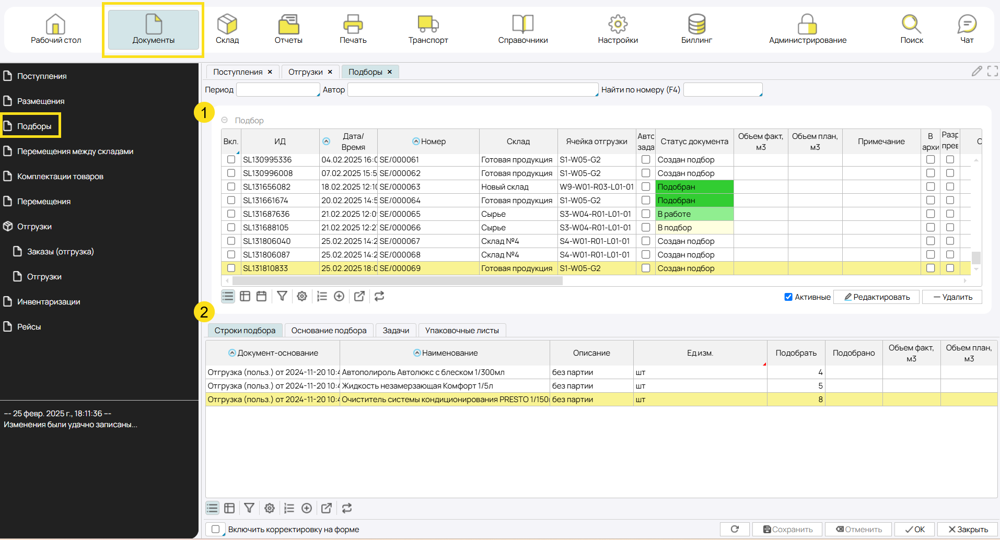 Рабочий стол
Документы
Склад
Отчеты
Печать
Транспорт
Справочники
Настройки
Биллинг
Администрирование
Поиск
Чат
Поступления
Размещения
Подборы
Перемещения между складами
Комплектации товаров
Перемещения
Отгрузки
Заказы (отгрузка)
Отгрузки
Инвентаризации
Рейсы
--- 25 февр. 2025 г., 18:11:36 ---
Изменения были удачно записаны...
Поступления × Отгрузки × Подборы ×
Период Автор Найти по номеру (F4)
1
Подбор
Вкл. ИД Дата/ Время Номер Склад Ячейка отгрузки Авто зада Статус документа Объем факт, м3 Объем план, м3 Примечание В архи Разр прев С
SL130995336 04.02.2025 16:0 SE/000061 Готовая продукция S1-W05-G2 Создан подбор
SL130996008 07.02.2025 15:5 SE/000062 Готовая продукция S1-W05-G2 Создан подбор
SL131656082 18.02.2025 12:10 SE/000063 Новый склад W9-W01-R03-L01-01 Подобран
SL131661674 20.02.2025 14:5 SE/000064 Готовая продукция S1-W05-G2 Подобран
SL131687636 21.02.2025 12:0 SE/000065 Сырье S3-W04-R01-L01-01 В работе
SL131688105 21.02.2025 12:2 SE/000066 Сырье S3-W04-R01-L01-01 В подбор
SL131806040 25.02.2025 14:2 SE/000067 Склад №4 S4-W01-R01-L01-01 Создан подбор
SL131806087 25.02.2025 14:2 SE/000068 Склад №4 S4-W01-R01-L01-01 Создан подбор
SL131810833 25.02.2025 18:0 SE/000069 Готовая продукция S1-W05-G2 Создан подбор
Активные Редактировать Удалить
2
Строки подбора Основание подбора Задачи Упаковочные листы
Документ-основание Наименование Описание Ед.изм. Подобрать Подобрано Объем факт, м3 Объем план, м3
Отгрузка (польз.) от 2024-11-20 10:4 Автополироль Автолюкс с блеском 1/300мл без партии шт 4
Отгрузка (польз.) от 2024-11-20 10:4 Жидкость незамерзающая Комфорт 1/5л без партии шт 5
Отгрузка (польз.) от 2024-11-20 10:4 Очиститель системы кондиционирования PRESTO 1/150 без партии шт 8
Включить корректировку на форме
Сохранить Отменить OK Закрыть